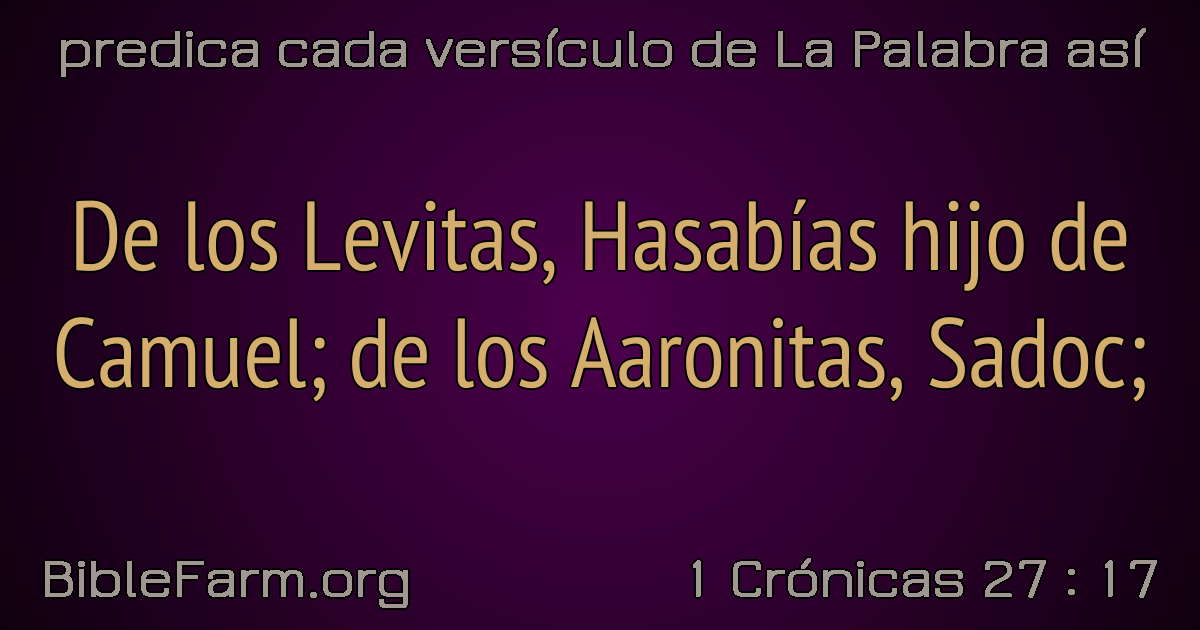 predica cada versículo de La Palabra así
De los Levitas, Hasabías hijo de
Camuel; de los Aaronitas, Sadoc;
BibleFarm.org
1 Crónicas 27 : 17